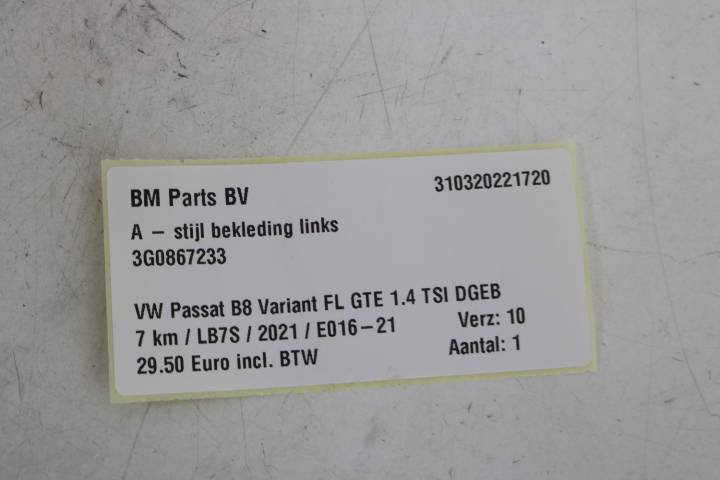 BM Parts BV 310320221720
A – stijl bekleding links
3G0867233
VW Passat B8 Variant FL GTE 1.4 TSI DGEB
7 km / LB7S / 2021 / E016–21 Verz: 10
29.50 Euro incl. BTW Aantal: 1